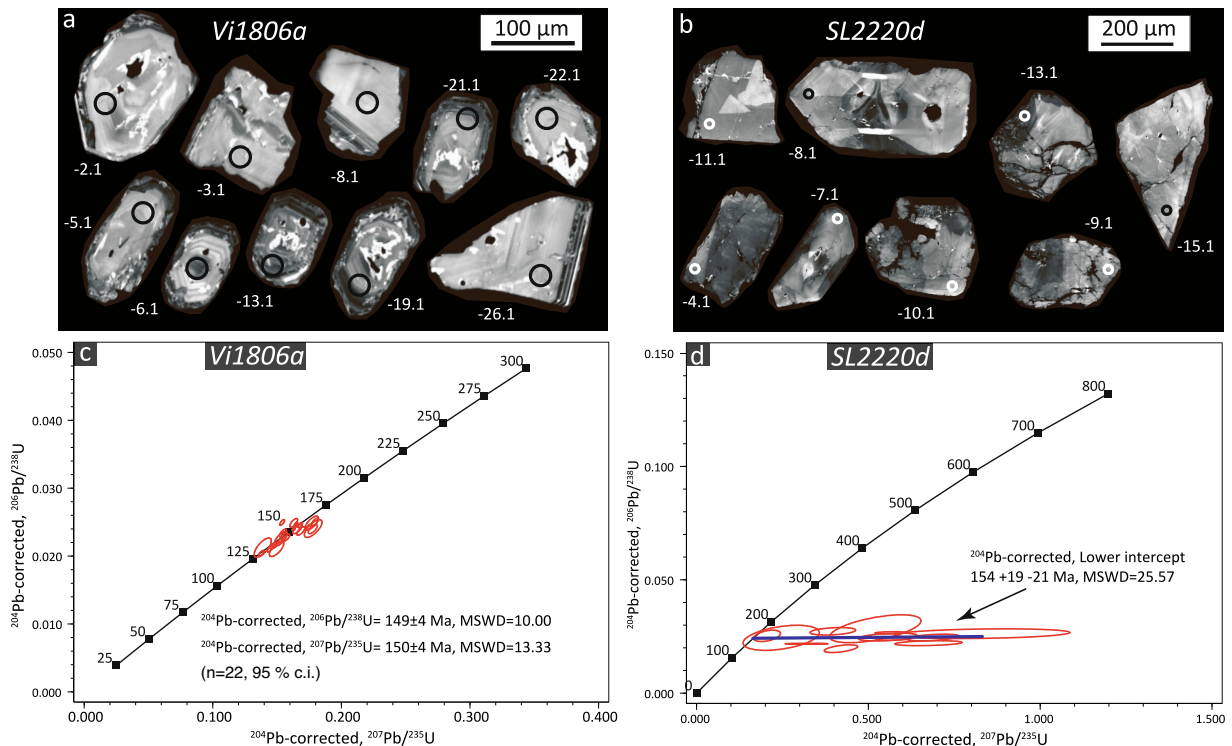 a
Vi1806a
100 µm
-2.1
-3.1
-8.1
-21.1
-22.1
-5.1
-6.1
-13.1
-19.1
-26.1
b
SL2220d
200 µm
-11.1
-8.1
-13.1
-15.1
-4.1
-7.1
-10.1
-9.1
c
Vi1806a
0.050
0.040
0.030
0.020
0.010
0.000
204Pb-corrected, 206Pb/238U
300
275
250
225
200
175
150
125
100
75
50
25
204Pb-corrected, 206Pb/238U= 149±4 Ma, MSWD=10.00
204Pb-corrected, 207Pb/235U= 150±4 Ma, MSWD=13.33
(n=22, 95 % c.i.)
0.000 0.100 0.200 0.300 0.400
204Pb-corrected, 207Pb/235U
d
SL2220d
0.150
0.100
0.050
0.000
204Pb-corrected, 206Pb/238U
800
700
600
500
400
300
200
100
0
204Pb-corrected, Lower intercept
154 +19 -21 Ma, MSWD=25.57
0.000 0.500 1.000 1.500
204Pb-corrected, 207Pb/235U